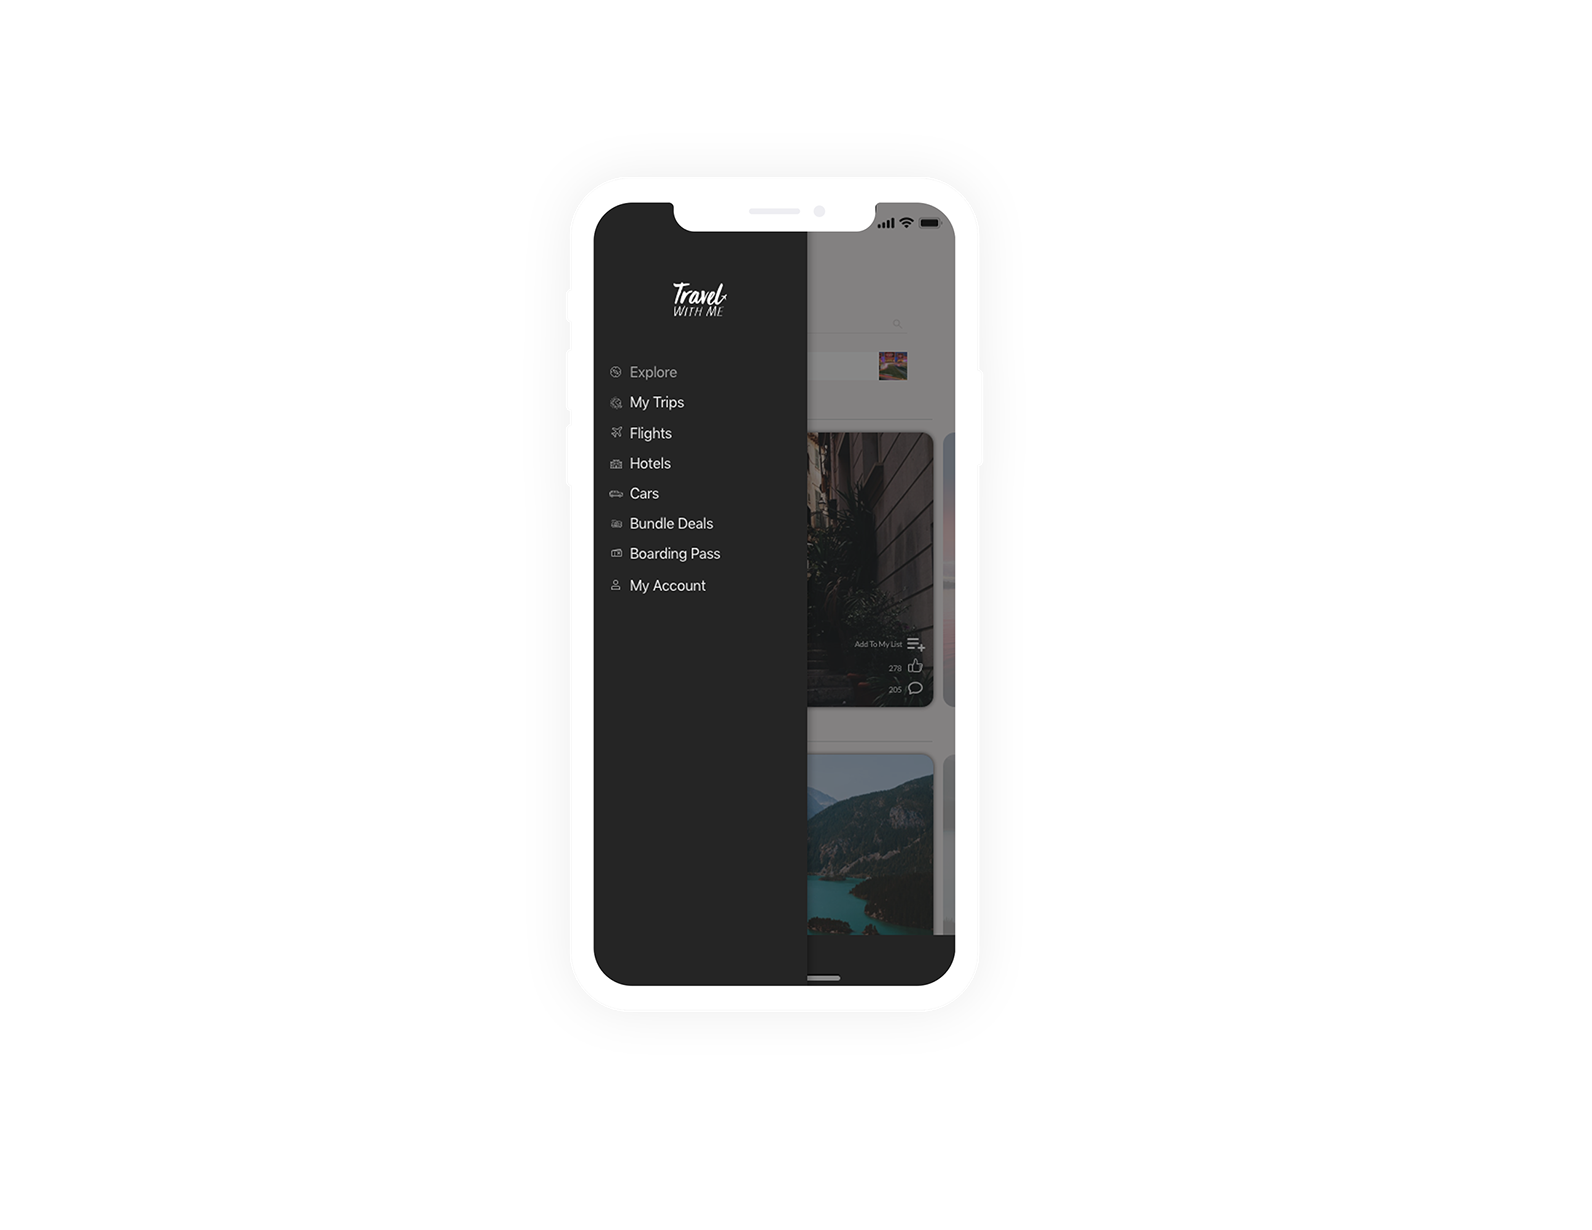 Travel
WITH ME
Explore
My Trips
Flights
Hotels
Cars
Bundle Deals
Boarding Pass
My Account
Add To My List
278
205